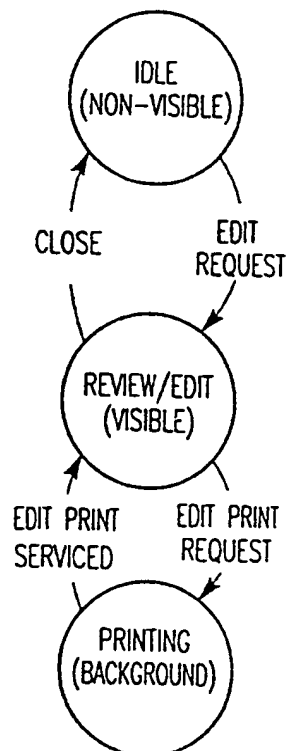 IDLE
(NON-VISIBLE)
CLOSE
EDIT
REQUEST
REVIEW/EDIT
(VISIBLE)
EDIT PRINT
SERVICED
EDIT PRINT
REQUEST
PRINTING
(BACKGROUND)